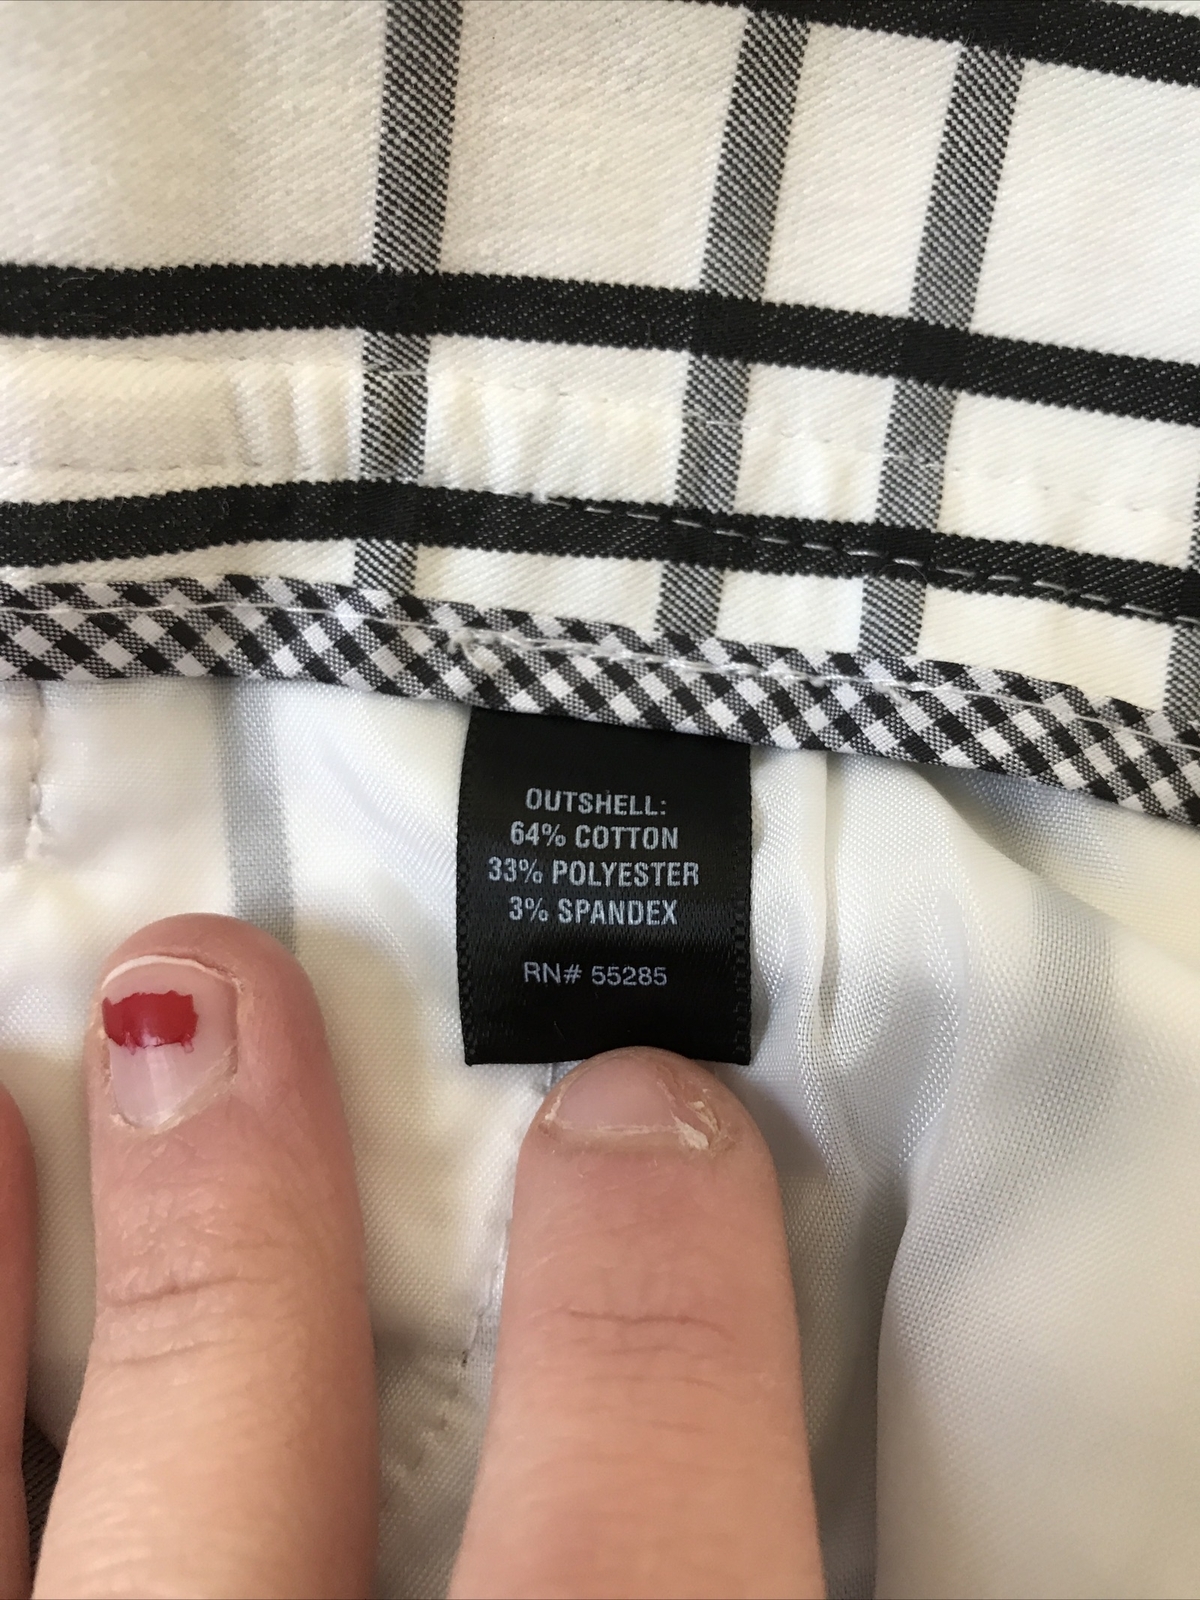 OUTSHELL:
64% COTTON
33% POLYESTER
3% SPANDEX
RN# 55285